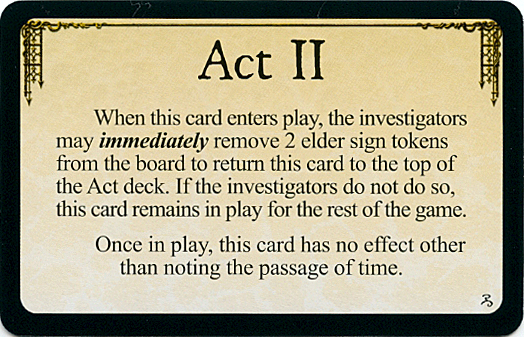 Act II
When this card enters play, the investigators
may immediately remove 2 elder sign tokens
from the board to return this card to the top of
the Act deck. If the investigators do not do so,
this card remains in play for the rest of the game.
Once in play, this card has no effect other
than noting the passage of time.